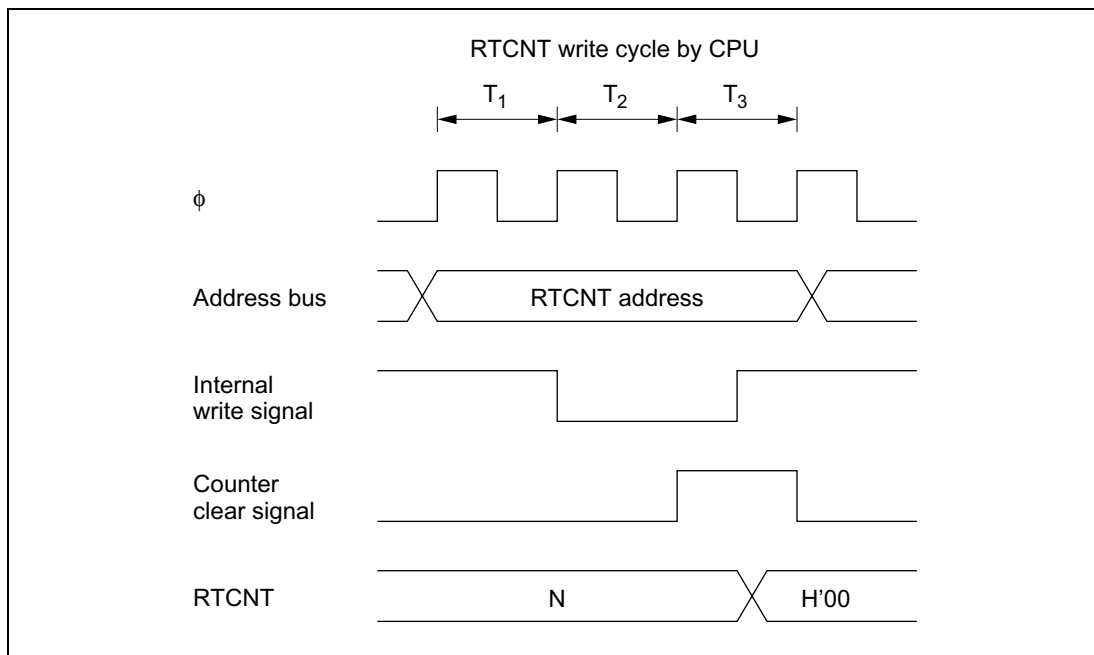 RTCNT write cycle by CPU
T1 T2 T3
ϕ
Address bus RTCNT address
Internal
write signal
Counter
clear signal
RTCNT N H'00